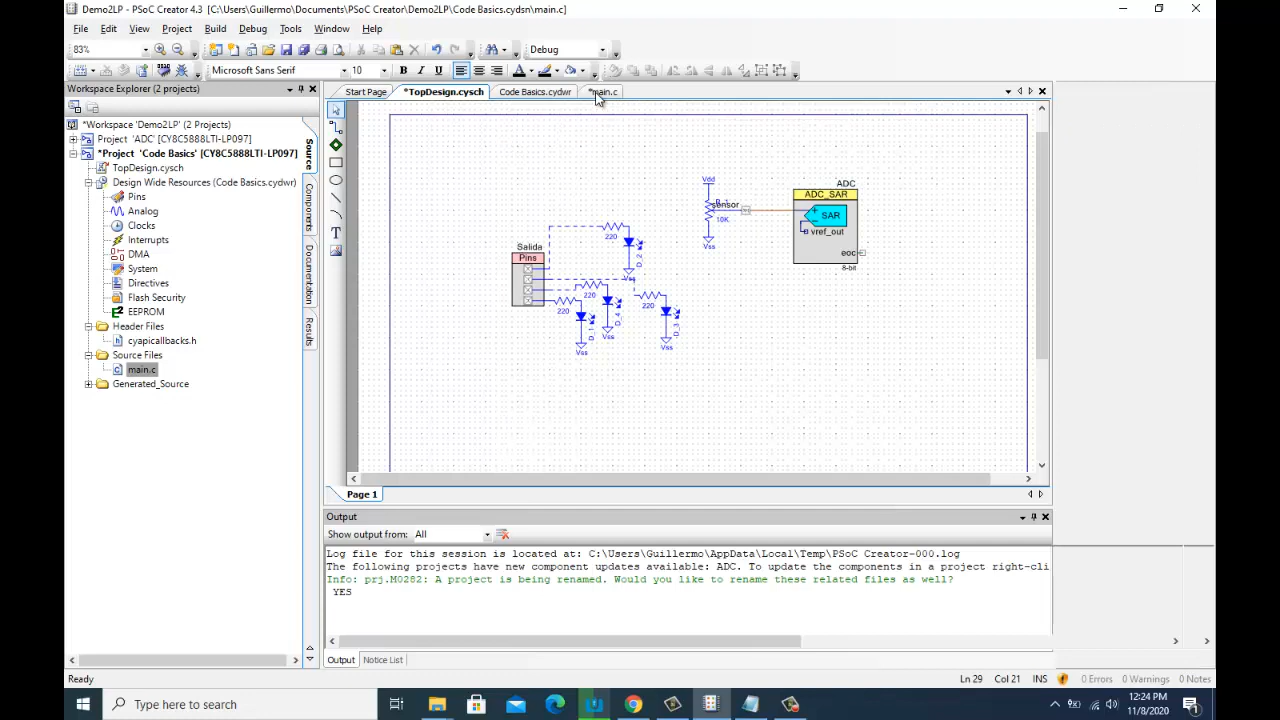 Demo2LP - PSoC Creator 4.3 [C:\Users\Guillermo\Documents\PSoC Creator\Demo2LP\Code Basics.cydsn\main.c]
File Edit View Project Build Debug Tools Window Help
83% Debug
Microsoft Sans Serif 10 B I U A
Workspace Explorer (2 projects)
Start Page *TopDesign.cysch Code Basics.cydwr *main.c
*Workspace 'Demo2LP' (2 Projects)
Project 'ADC' [CY8C5888LTI-LP097]
*Project 'Code Basics' [CY8C5888LTI-LP097]
TopDesign.cysch
Design Wide Resources (Code Basics.cydwr)
Pins
Analog
Clocks
Interrupts
DMA
System
Directives
Flash Security
EEPROM
Header Files
cyapicallbacks.h
Source Files
main.c
Generated_Source
Source
Components
Documentation
Results
T
Vdd
sensor
10K
Vss
ADC
ADC_SAR
SAR
vref_out
eoc
8-bit
Salida
Pins
220
D_2
Vss
220
D_4
Vss
220
D_3
Vss
220
D_1
Vss
Page 1
Output
Show output from: All
Log file for this session is located at: C:\Users\Guillermo\AppData\Local\Temp\PSoC Creator-000.log
The following projects have new component updates available: ADC. To update the components in a project right-cli
Info: prj.M0282: A project is being renamed. Would you like to rename these related files as well?
YES
Output Notice List
Ready Ln 29 Col 21 INS 0 Errors 0 Warnings 0 Notes
Type here to search
12:24 PM
11/8/2020